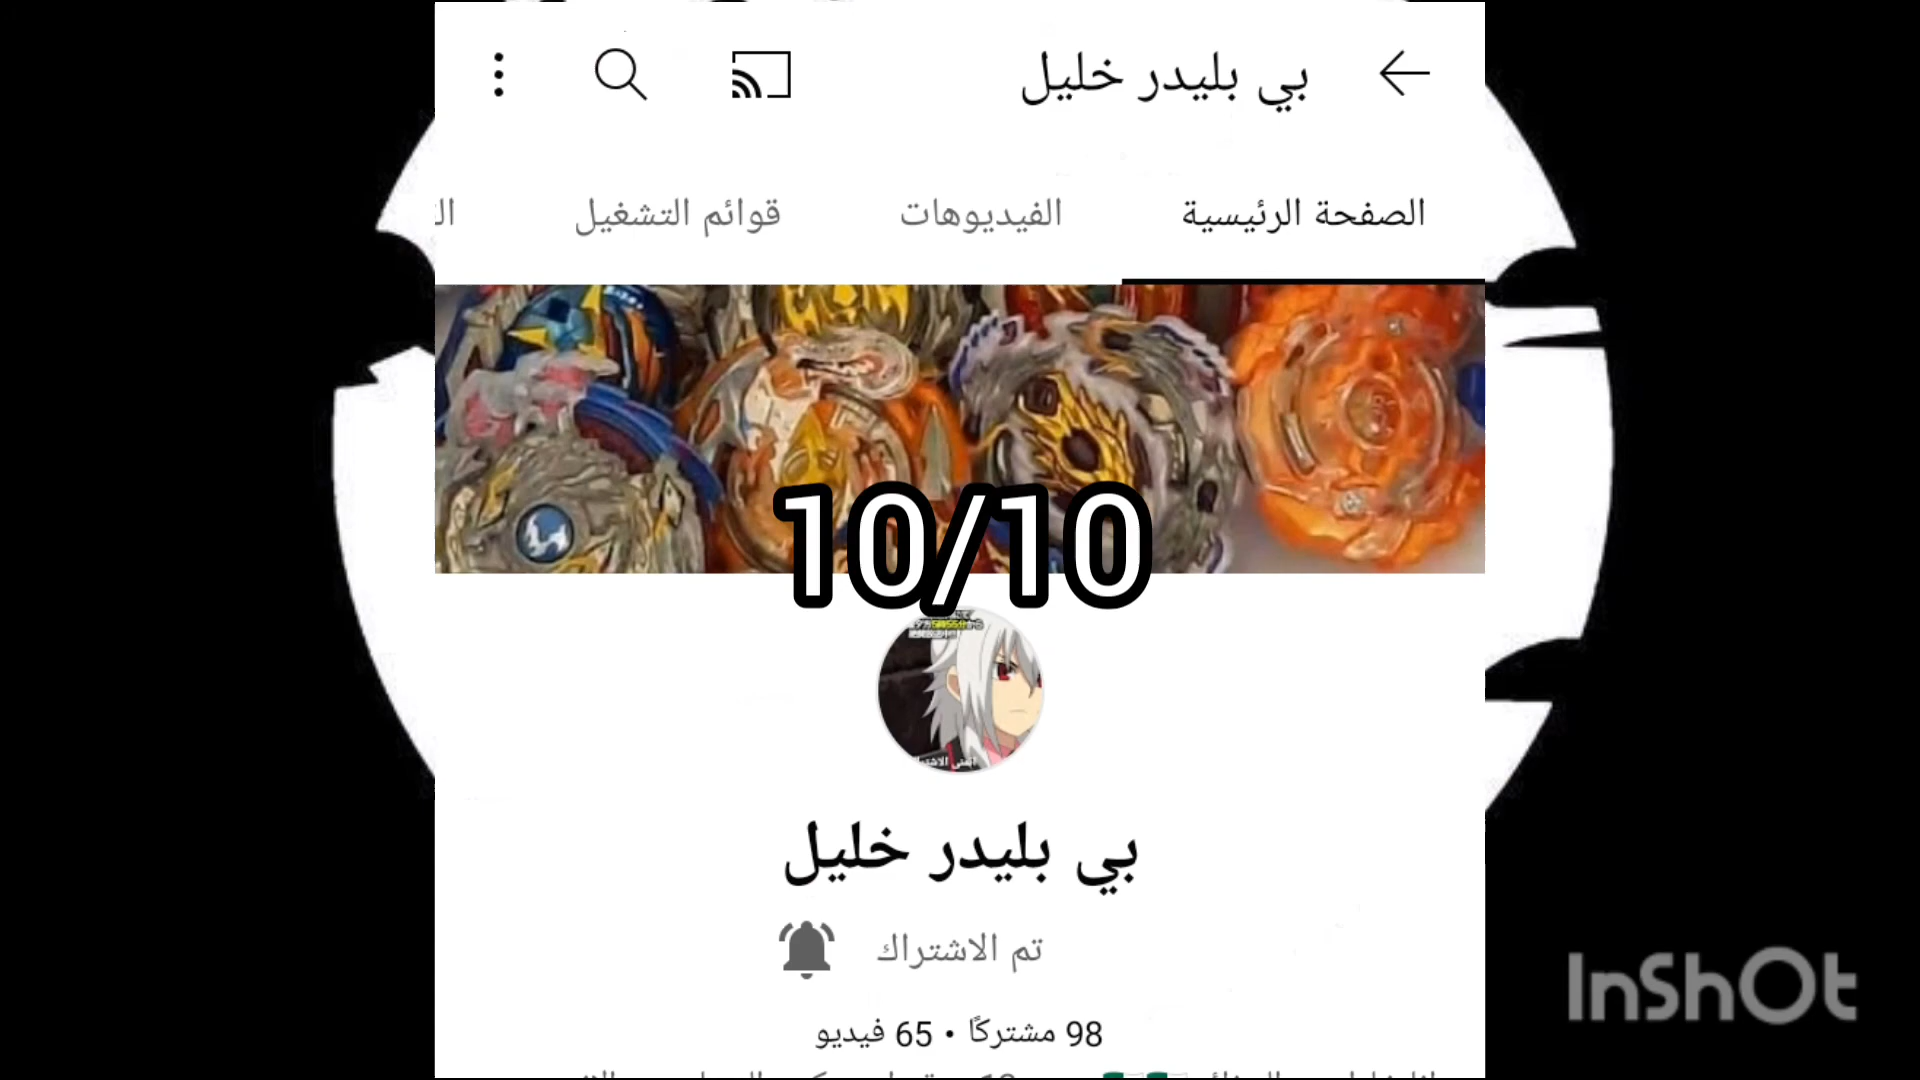 بي بليدر خليل
الصفحة الرئيسية
الفيديوهات
قوائم التشغيل
10/10
بي بليدر خليل
تم الاشتراك
98 مشتركًا • 65 فيديو
InShOt